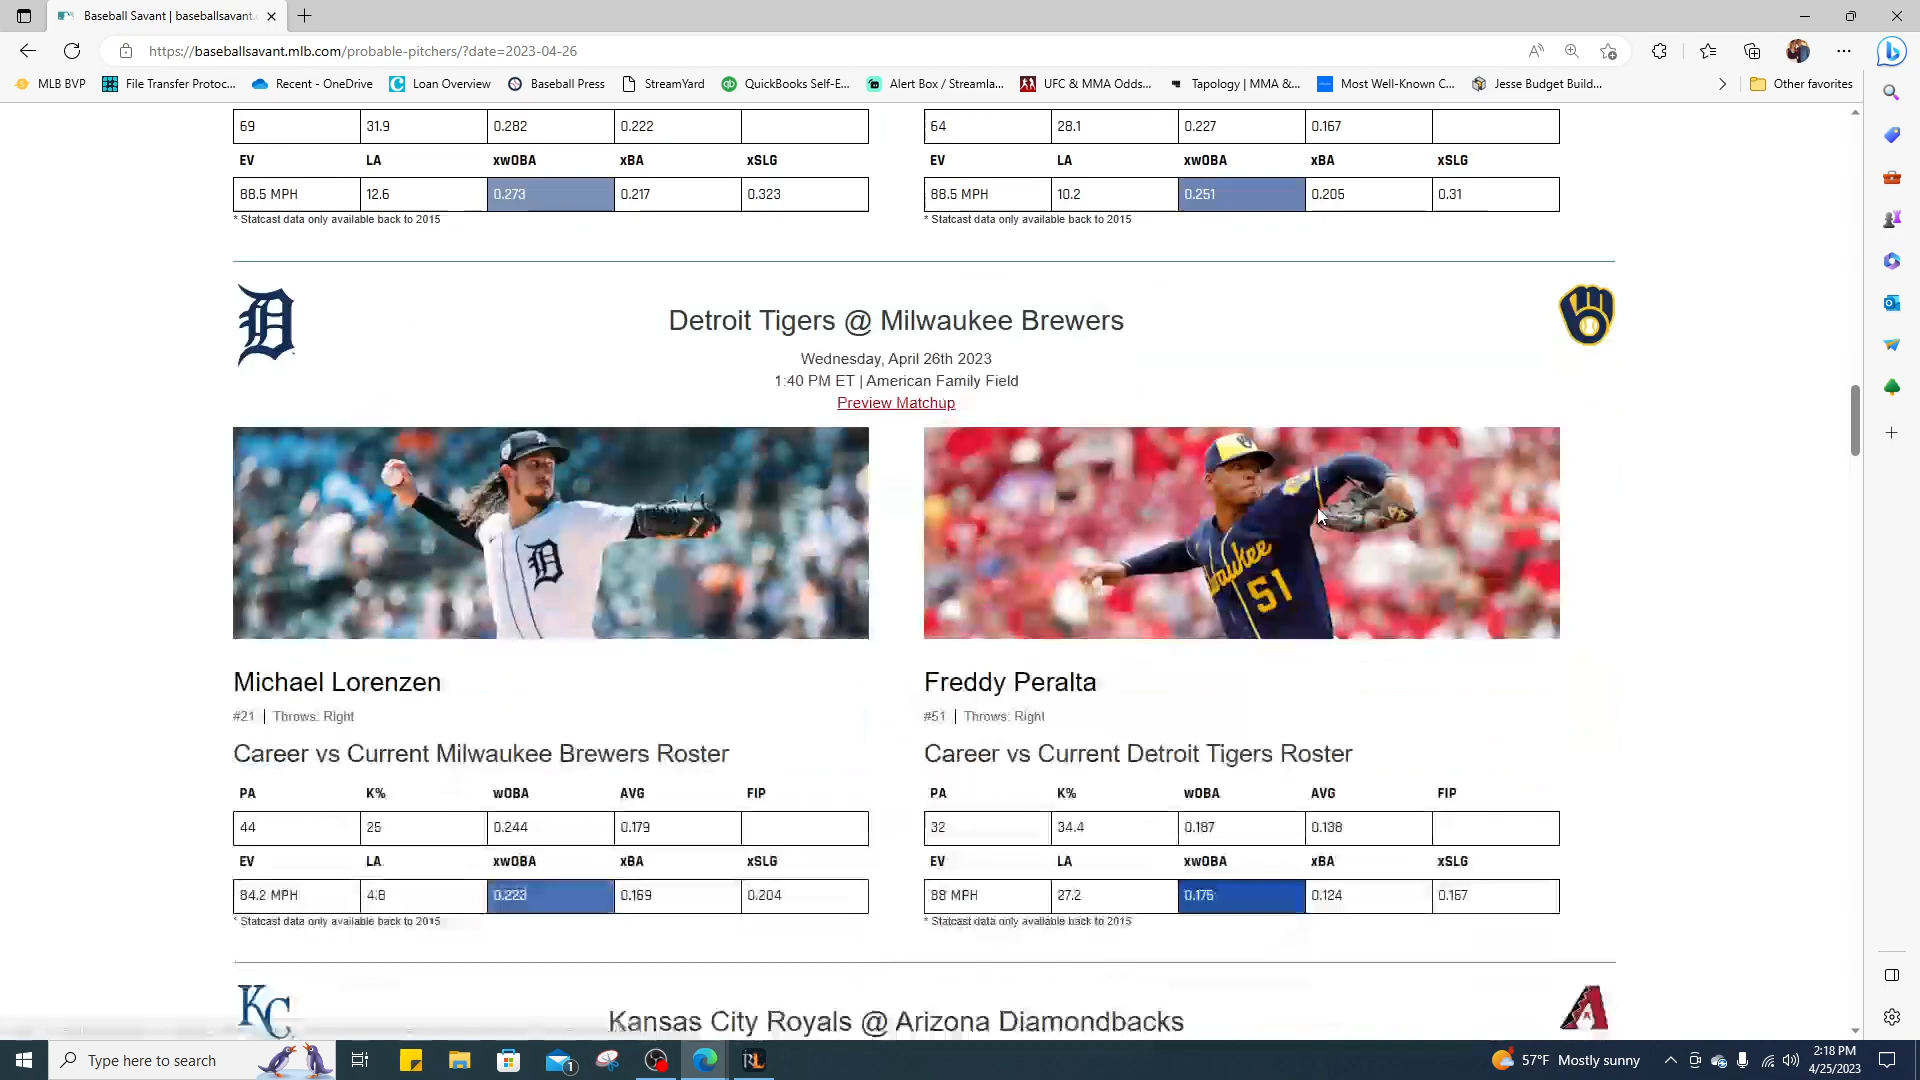 Baseball Savant | baseballsavant.
https://baseballsavant.mlb.com/probable-pitchers/?date=2023-04-26
MLB BVP File Transfer Protoc... Recent - OneDrive Loan Overview Baseball Press StreamYard QuickBooks Self-E... Alert Box / Streamla... UFC & MMA Odds... Tapology | MMA &... Most Well-Known C... Jesse Budget Build... Other favorites
69 31.9 0.282 0.222 64 28.1 0.227 0.167
EV LA xwOBA xBA xSLG EV LA xwOBA xBA xSLG
88.5 MPH 12.6 0.273 0.217 0.323 88.5 MPH 10.2 0.251 0.205 0.31
* Statcast data only available back to 2015 * Statcast data only available back to 2015
Detroit Tigers @ Milwaukee Brewers
Wednesday, April 26th 2023
1:40 PM ET | American Family Field
Preview Matchup
Milwaukee
51
Michael Lorenzen Freddy Peralta
#21 | Throws: Right #51 | Throws: Right
Career vs Current Milwaukee Brewers Roster Career vs Current Detroit Tigers Roster
PA K% wOBA AVG FIP PA K% wOBA AVG FIP
44 25 0.244 0.179 32 34.4 0.187 0.138
EV LA xwOBA xBA xSLG EV LA xwOBA xBA xSLG
84.2 MPH 4.8 0.223 0.169 0.204 88 MPH 27.2 0.175 0.124 0.167
* Statcast data only available back to 2015 * Statcast data only available back to 2015
KC Kansas City Royals @ Arizona Diamondbacks
Type here to search 57°F Mostly sunny 2:18 PM
4/25/2023